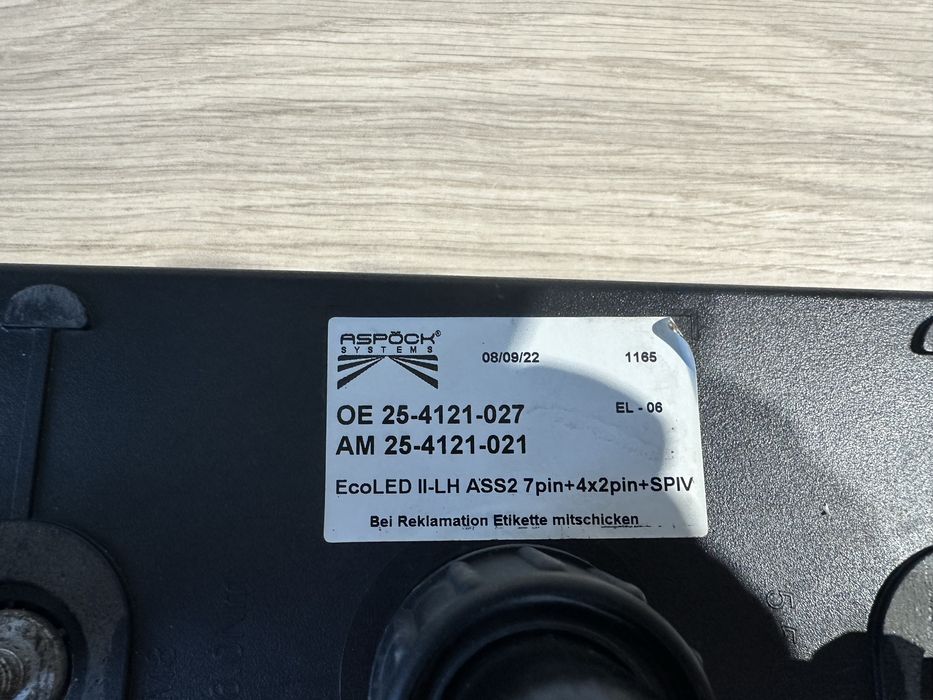 ASPÖCK®
SYSTEMS
08/09/22 1165
EL - 06
OE 25-4121-027
AM 25-4121-021
EcoLED II-LH ASS2 7pin+4x2pin+SPIV
Bei Reklamation Etikette mitschicken